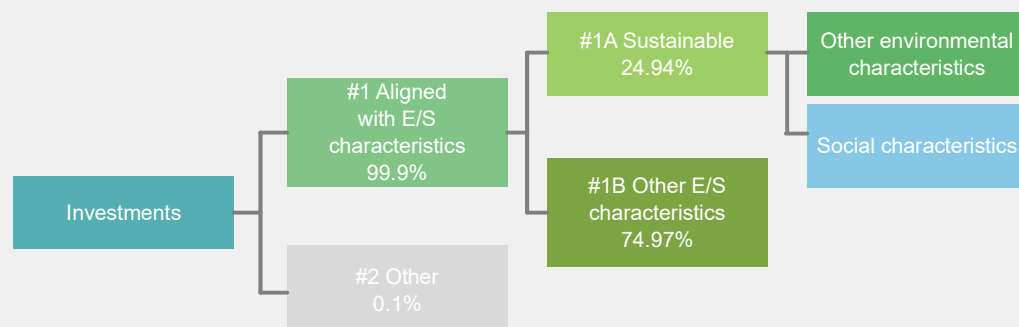 Investments
#1 Aligned
with E/S
characteristics
99.9%
#2 Other
0.1%
#1A Sustainable
24.94%
#1B Other E/S
characteristics
74.97%
Other environmental
characteristics
Social characteristics